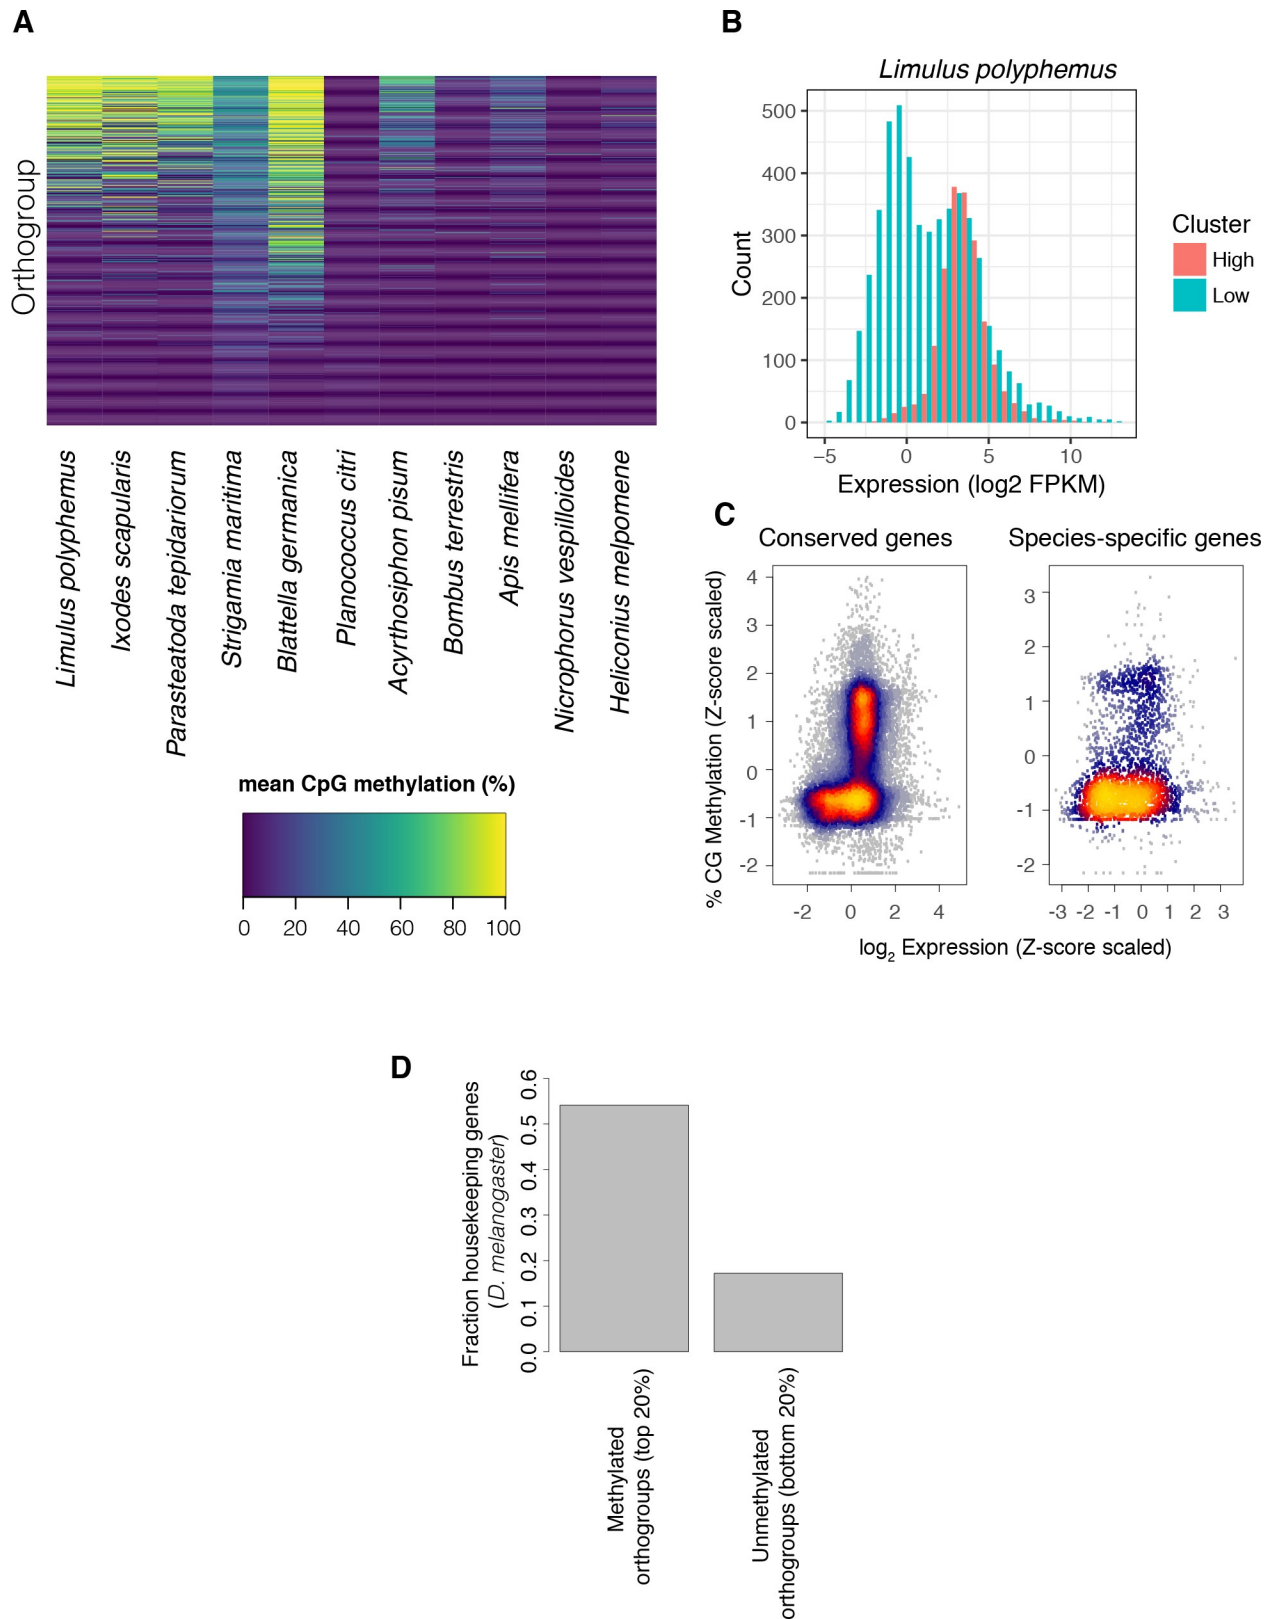 A
Orthogroup
Limulus polyphemus
Ixodes scapularis
Parasteatoda tepidariorum
Strigamia maritima
Blattella germanica
Planococcus citri
Acyrthosiphon pisum
Bombus terrestris
Apis mellifera
Nicrophorus vespilloides
Heliconius melpomene
mean CpG methylation (%)
0 20 40 60 80 100
B
Limulus polyphemus
Count
500
400
300
200
100
0
−5 0 5 10
Expression (log2 FPKM)
Cluster
High
Low
C
Conserved genes
Species-specific genes
% CG Methylation (Z-score scaled)
4
3
2
1
0
-1
-2
-2 0 2 4
3
2
1
0
-1
-2
-3 -2 -1 0 1 2 3
log2 Expression (Z-score scaled)
D
Fraction housekeeping genes
(D. melanogaster)
0.6
0.5
0.4
0.3
0.2
0.1
0.0
Methylated
orthogroups (top 20%)
Unmethylated
orthogroups (bottom 20%)